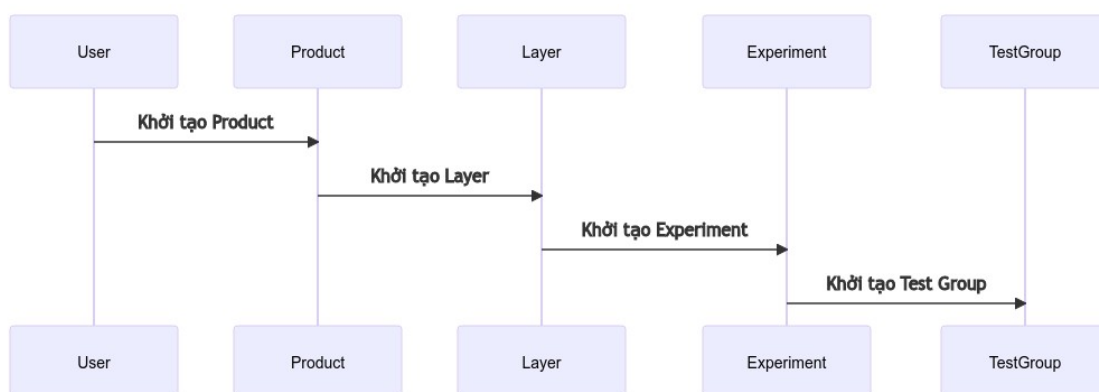 User
Product
Layer
Experiment
TestGroup
Khởi tạo Product
Khởi tạo Layer
Khởi tạo Experiment
Khởi tạo Test Group
User
Product
Layer
Experiment
TestGroup